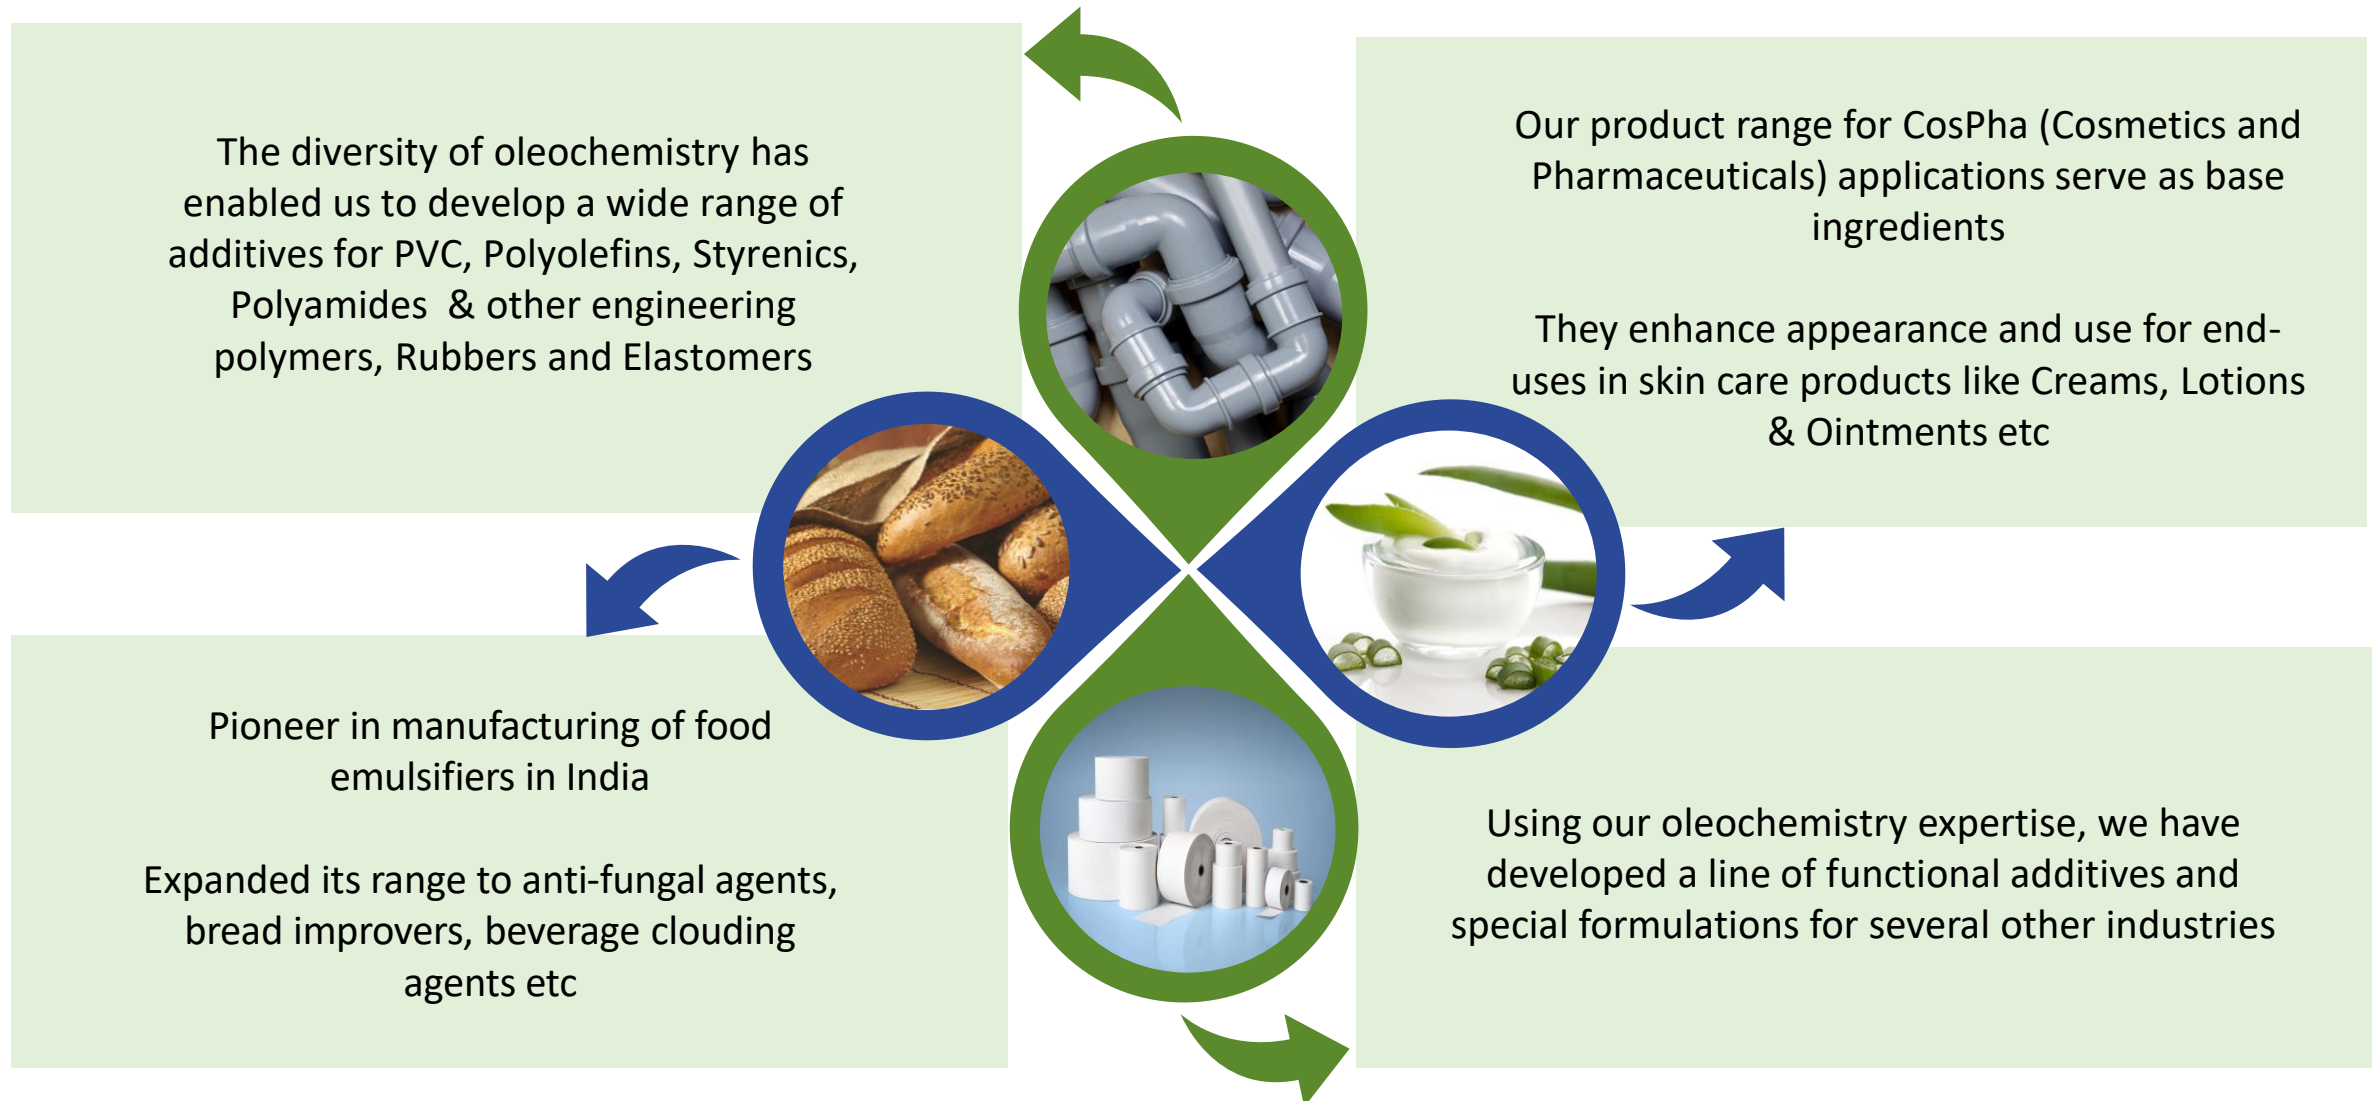 The diversity of oleochemistry has
enabled us to develop a wide range of
additives for PVC, Polyolefins, Styrenics,
Polyamides & other engineering
polymers, Rubbers and Elastomers
Our product range for CosPha (Cosmetics and
Pharmaceuticals) applications serve as base
ingredients
They enhance appearance and use for end-
uses in skin care products like Creams, Lotions
& Ointments etc
Pioneer in manufacturing of food
emulsifiers in India
Expanded its range to anti-fungal agents,
bread improvers, beverage clouding
agents etc
Using our oleochemistry expertise, we have
developed a line of functional additives and
special formulations for several other industries